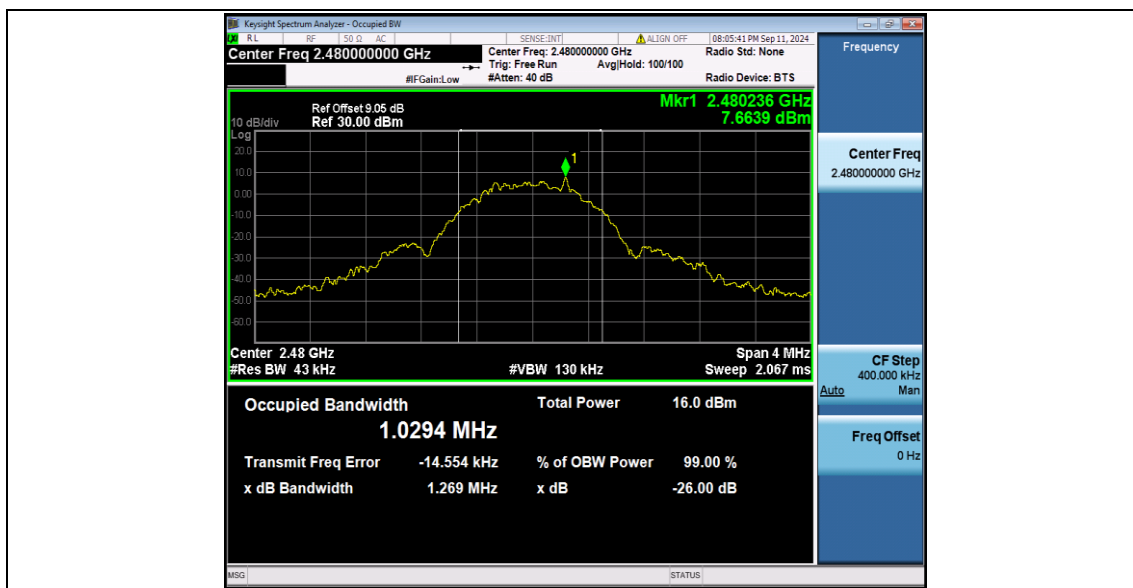 Keysight Spectrum Analyzer - Occupied BW
RL RF 50 Ω AC SENSE:INT ALIGN OFF 08:05:41 PM Sep 11, 2024
Center Freq 2.480000000 GHz
Center Freq: 2.480000000 GHz Radio Std: None
Trig: Free Run Avg|Hold: 100/100
#IFGain:Low #Atten: 40 dB Radio Device: BTS
Frequency
Mkr1 2.480236 GHz
7.6639 dBm
Ref Offset 9.05 dB
10 dB/div Ref 30.00 dBm
Log
20.0
10.0
0.00
-10.0
-20.0
-30.0
-40.0
-50.0
-60.0
1
Center 2.48 GHz Span 4 MHz
#Res BW 43 kHz #VBW 130 kHz Sweep 2.067 ms
Occupied Bandwidth Total Power 16.0 dBm
1.0294 MHz
Transmit Freq Error -14.554 kHz % of OBW Power 99.00 %
x dB Bandwidth 1.269 MHz x dB -26.00 dB
Center Freq
2.480000000 GHz
CF Step
400.000 kHz
Auto Man
Freq Offset
0 Hz
MSG STATUS